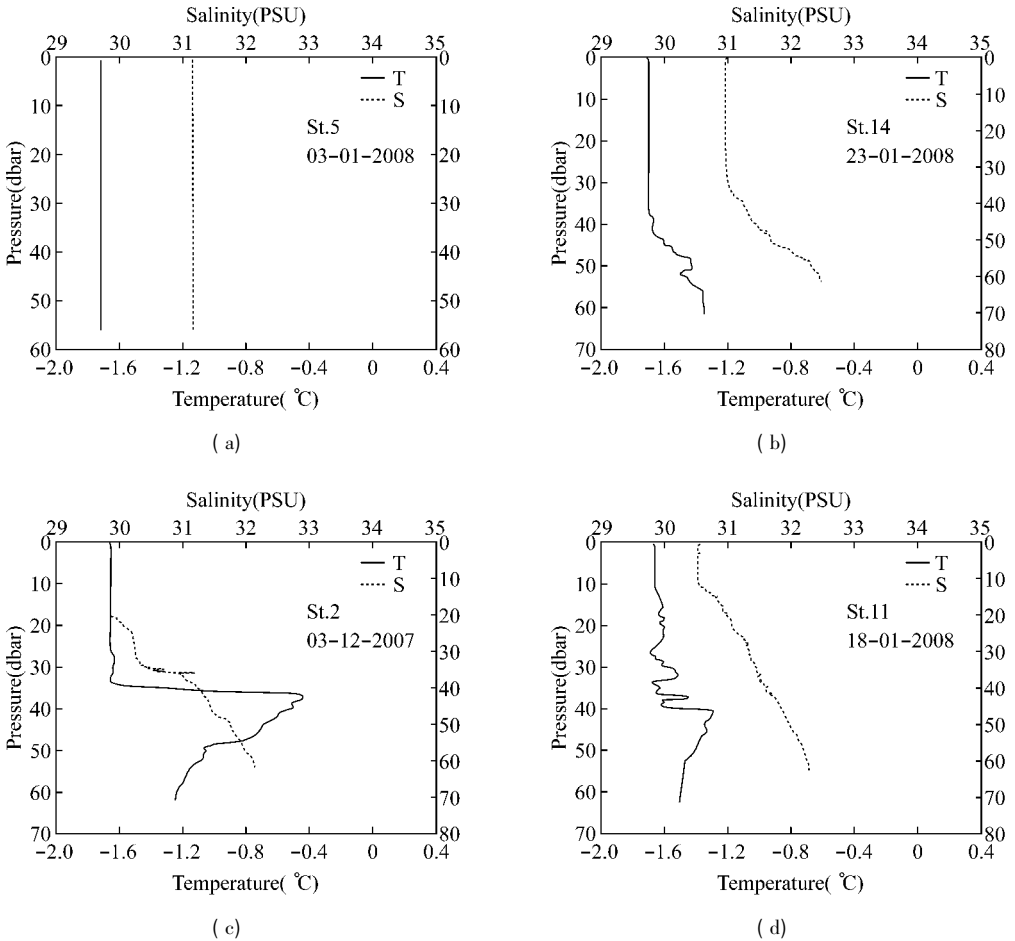 Salinity(PSU)
29 30 31 32 33 34 35
0 10 20 30 40 50 60
Pressure(dbar)
0 10 20 30 40 50 60
T
S
St.5
03-01-2008
-2.0 -1.6 -1.2 -0.8 -0.4 0 0.4
Temperature( ℃)
( a)
Salinity(PSU)
29 30 31 32 33 34 35
0 10 20 30 40 50 60 70
Pressure(dbar)
0 10 20 30 40 50 60 70 80
T
S
St.14
23-01-2008
-2.0 -1.6 -1.2 -0.8 -0.4 0 0.4
Temperature( ℃)
( b)
Salinity(PSU)
29 30 31 32 33 34 35
0 10 20 30 40 50 60 70
Pressure(dbar)
0 10 20 30 40 50 60 70 80
T
S
St.2
03-12-2007
-2.0 -1.6 -1.2 -0.8 -0.4 0 0.4
Temperature( ℃)
( c)
Salinity(PSU)
29 30 31 32 33 34 35
0 10 20 30 40 50 60 70
Pressure(dbar)
0 10 20 30 40 50 60 70 80
T
S
St.11
18-01-2008
-2.0 -1.6 -1.2 -0.8 -0.4 0 0.4
Temperature( ℃)
( d)